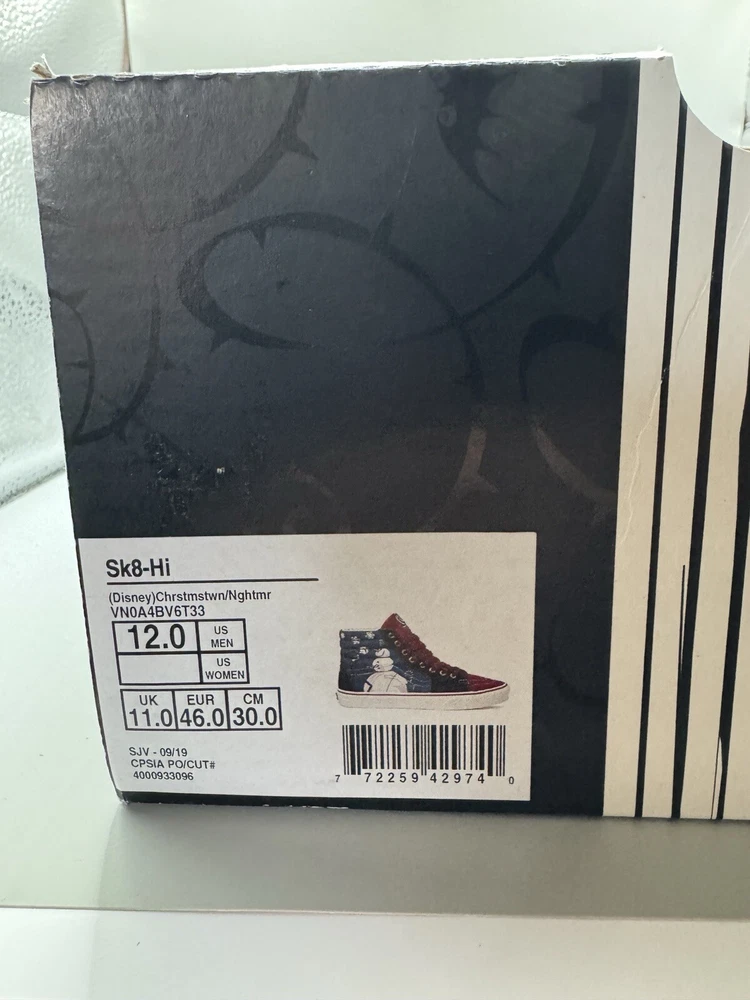 Sk8-Hi
(Disney)Chrstmstwn/Nghtmr
VN0A4BV6T33
12.0 US MEN
US WOMEN
UK EUR CM
11.0 46.0 30.0
SJV - 09/19
CPSIA PO/CUT#
4000933096
7 72259 42974 0